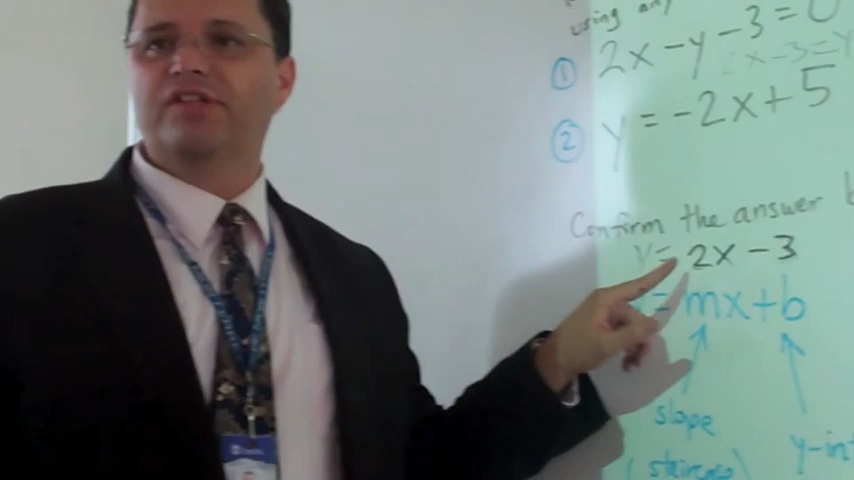 using any
① 2x - y - 3 = 0
2x - 3 = y
② y = -2x + 5
Confirm the answer b
y = 2x - 3
= mx + b
slope y-int
(staircase)